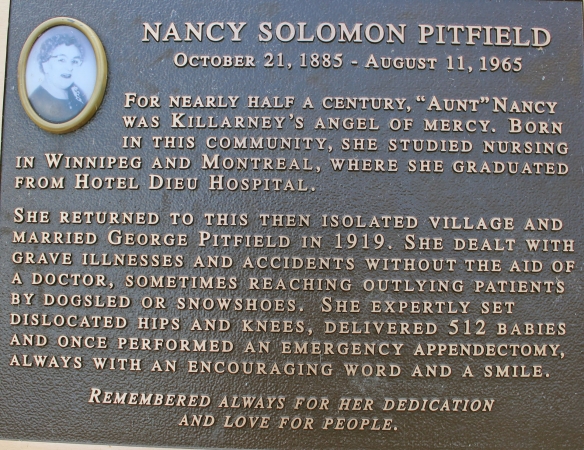 NANCY SOLOMON PITFIELD
OCTOBER 21, 1885 - AUGUST 11, 1965
FOR NEARLY HALF A CENTURY, "AUNT" NANCY
WAS KILLARNEY'S ANGEL OF MERCY. BORN
IN THIS COMMUNITY, SHE STUDIED NURSING
IN WINNIPEG AND MONTREAL, WHERE SHE GRADUATED
FROM HOTEL DIEU HOSPITAL.
SHE RETURNED TO THIS THEN ISOLATED VILLAGE AND
MARRIED GEORGE PITFIELD IN 1919. SHE DEALT WITH
GRAVE ILLNESSES AND ACCIDENTS WITHOUT THE AID OF
A DOCTOR, SOMETIMES REACHING OUTLYING PATIENTS
BY DOGSLED OR SNOWSHOES. SHE EXPERTLY SET
DISLOCATED HIPS AND KNEES, DELIVERED 512 BABIES
AND ONCE PERFORMED AN EMERGENCY APPENDECTOMY,
ALWAYS WITH AN ENCOURAGING WORD AND A SMILE.
REMEMBERED ALWAYS FOR HER DEDICATION
AND LOVE FOR PEOPLE.